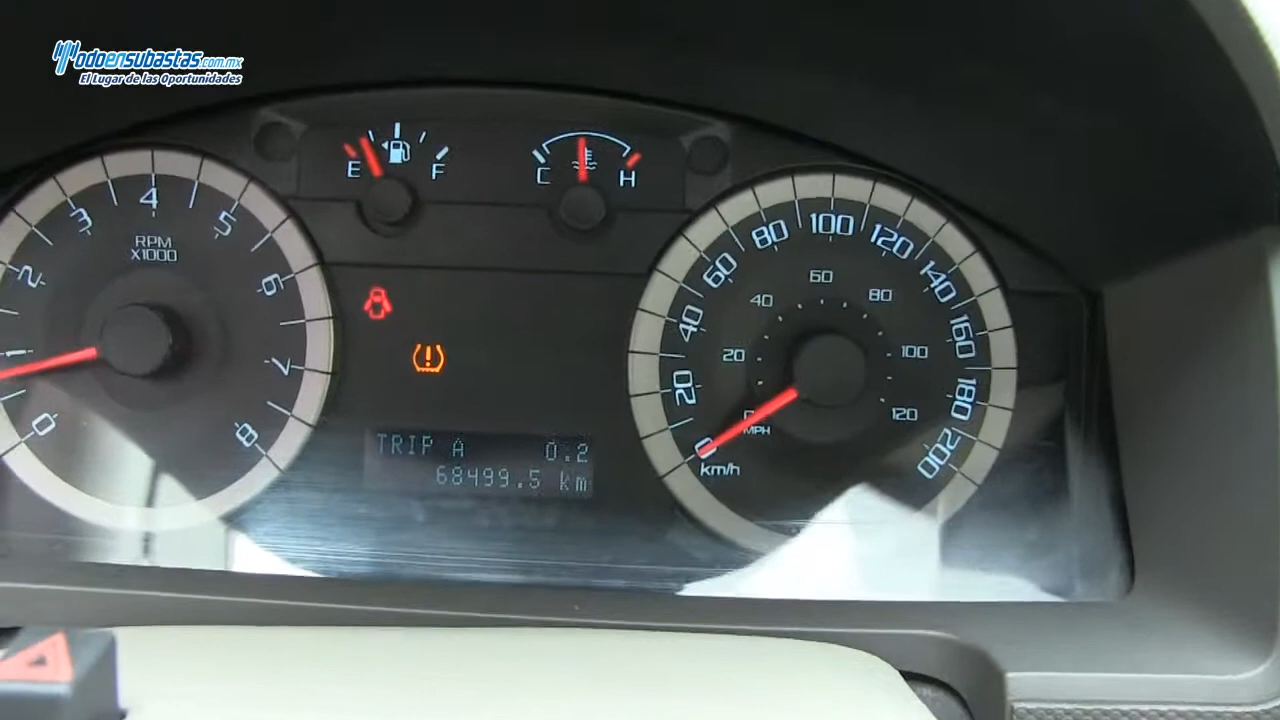 todoensubastas.com.mx
El Lugar de las Oportunidades
E F
C H
0 1 2 3 4 5 6 7 8
RPM
X1000
0 20 40 60 80 100 120 140 160 180 200
km/h
0 20 40 60 80 100 120
MPH
TRIP A 0.2
68499.5 km